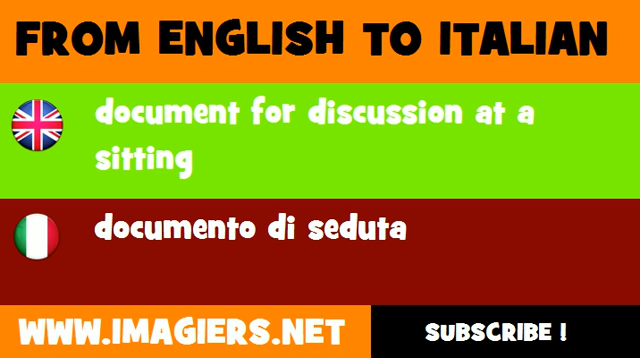 FROM ENGLISH TO ITALIAN
document for discussion at a
sitting
documento di seduta
WWW.IMAGIERS.NET
SUBSCRIBE !